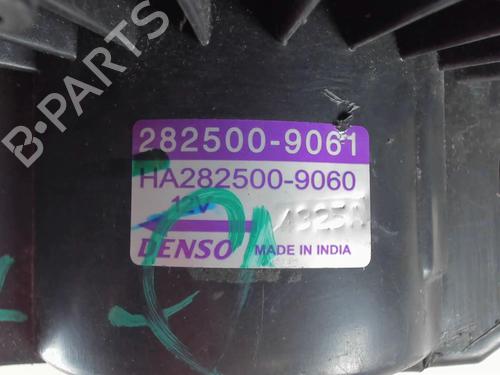 B-PARTS
282500-9061
HA282500-9060
12V
DENSO MADE IN INDIA